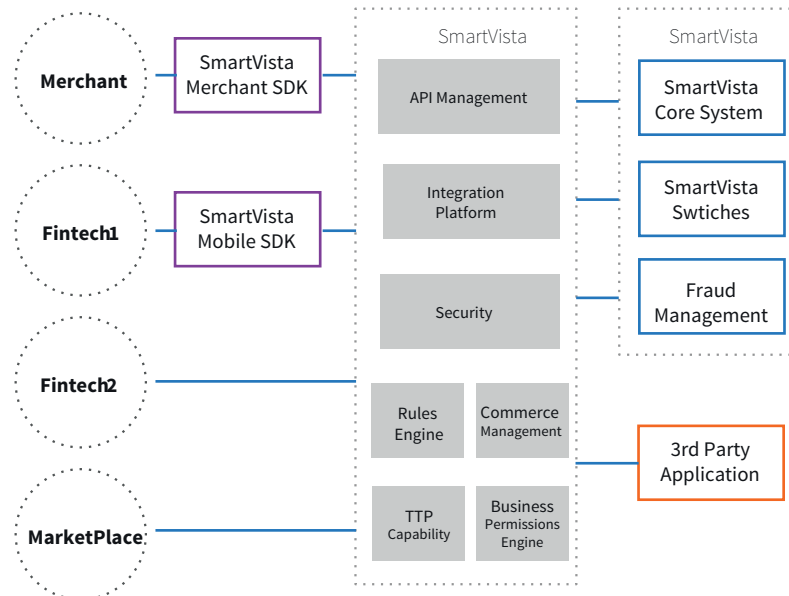 Merchant
SmartVista
Merchant SDK
Fintech1
SmartVista
Mobile SDK
Fintech2
MarketPlace
SmartVista
API Management
Integration
Platform
Security
Rules
Engine
Commerce
Management
TTP
Capability
Business
Permissions
Engine
SmartVista
SmartVista
Core System
SmartVista
Swtiches
Fraud
Management
3rd Party
Application